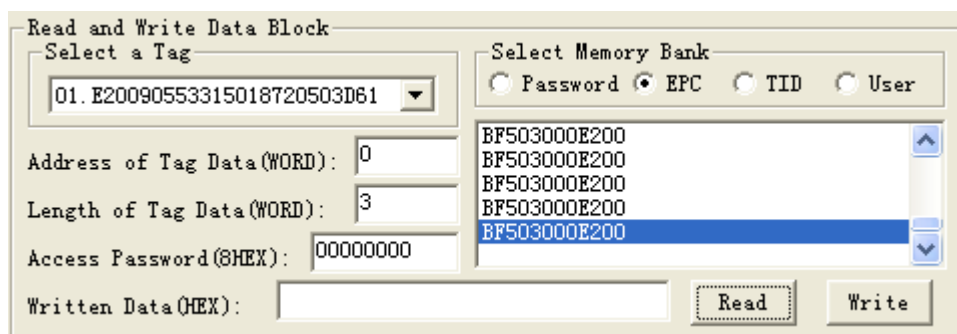 Read and Write Data Block
Select a Tag
01.E20090553315018720503D61
Select Memory Bank
Password EPC TID User
Address of Tag Data(WORD): 0
Length of Tag Data(WORD): 3
Access Password(8HEX): 00000000
BF503000E200
BF503000E200
BF503000E200
BF503000E200
BF503000E200
Written Data(HEX):
Read Write